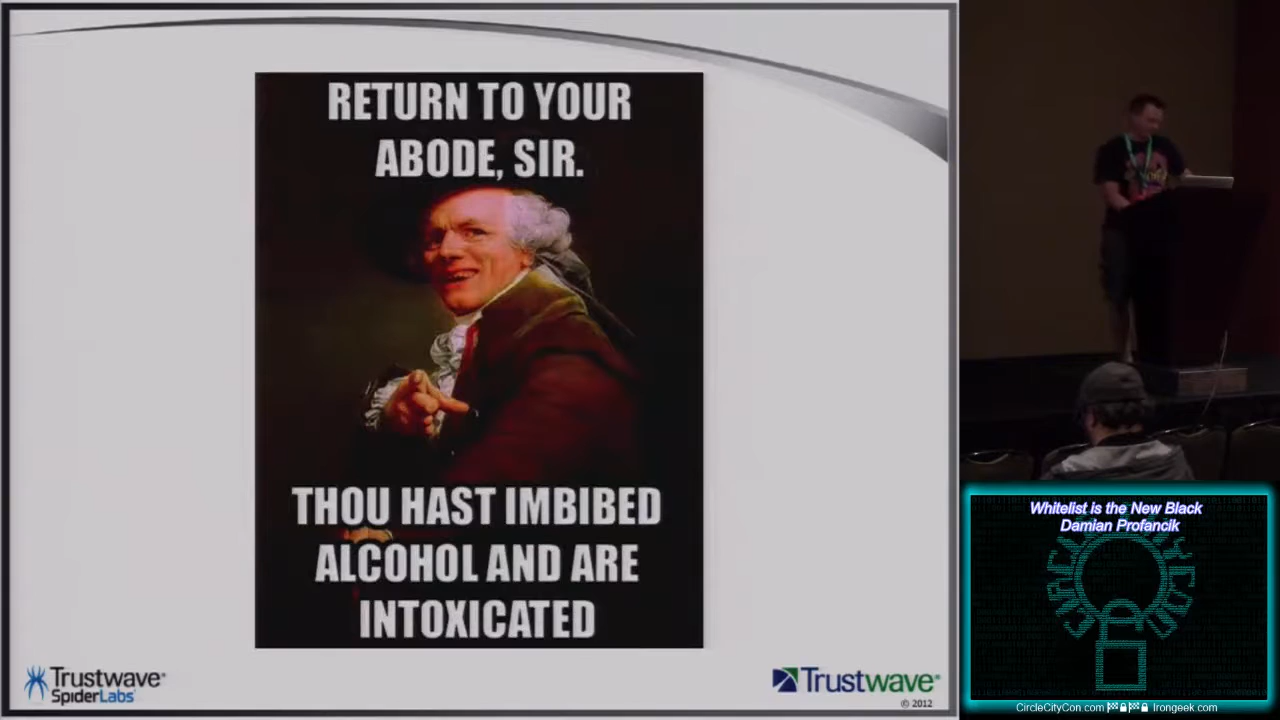 RETURN TO YOUR
ABODE, SIR.
THOU HAST IMBIBED
ALCOHOL AND ARE
INTOXICATED
Trustwave®
SpiderLabs®
Trustwave®
© 2012
Whitelist is the New Black
Damian Profancik
CircleCityCon.com
Irongeek.com